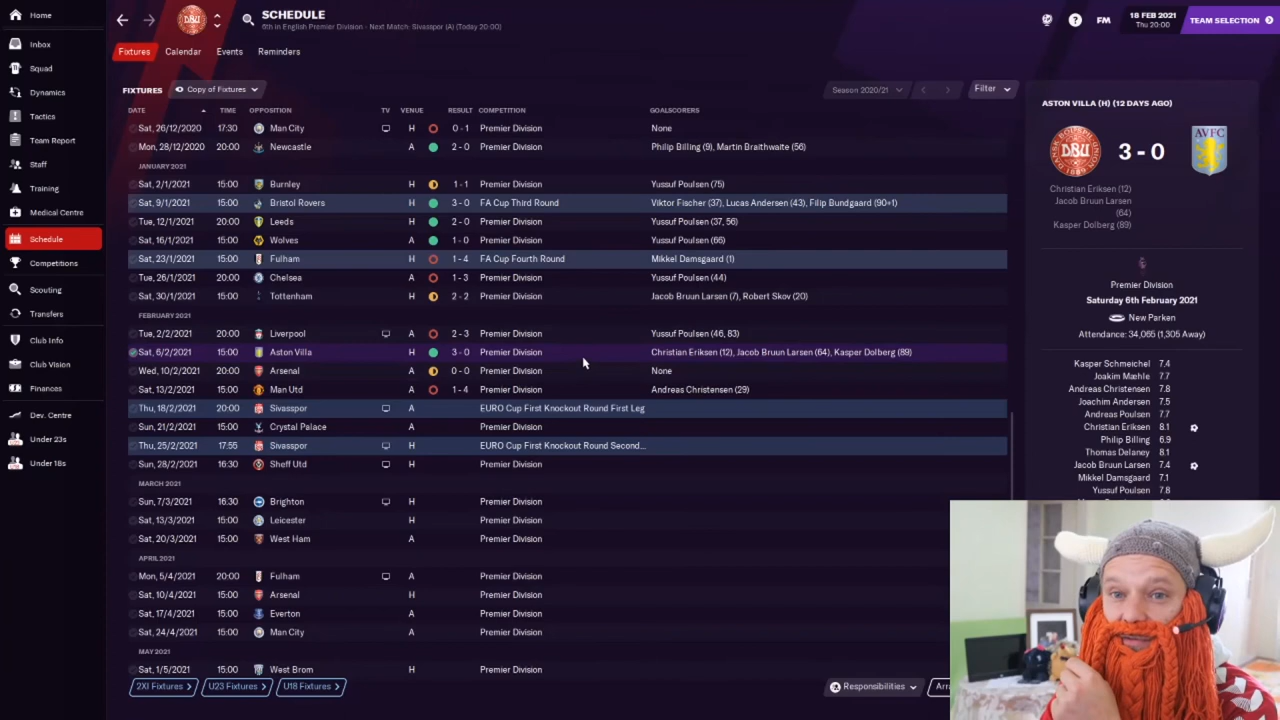 Home
SCHEDULE
6th in English Premier Division - Next Match: Sivasspor (A) (Today 20:00)
FM
18 FEB 2021
Thu 20:00
TEAM SELECTION
Inbox
Squad
Dynamics
Tactics
Team Report
Staff
Training
Medical Centre
Schedule
Competitions
Scouting
Transfers
Club Info
Club Vision
Finances
Dev. Centre
Under 23s
Under 18s
Fixtures Calendar Events Reminders
FIXTURES Copy of Fixtures Season 2020/21 Filter
DATE TIME OPPOSITION TV VENUE RESULT COMPETITION GOALSCORERS
Sat, 26/12/2020 17:30 Man City H 0 - 1 Premier Division None
Mon, 28/12/2020 20:00 Newcastle A 2 - 0 Premier Division Philip Billing (9), Martin Braithwaite (56)
JANUARY 2021
Sat, 2/1/2021 15:00 Burnley H 1 - 1 Premier Division Yussuf Poulsen (75)
Sat, 9/1/2021 15:00 Bristol Rovers H 3 - 0 FA Cup Third Round Viktor Fischer (37), Lucas Andersen (43), Filip Bundgaard (90+1)
Tue, 12/1/2021 20:00 Leeds H 2 - 0 Premier Division Yussuf Poulsen (37, 56)
Sat, 16/1/2021 15:00 Wolves A 1 - 0 Premier Division Yussuf Poulsen (66)
Sat, 23/1/2021 15:00 Fulham H 1 - 4 FA Cup Fourth Round Mikkel Damsgaard (1)
Tue, 26/1/2021 20:00 Chelsea A 1 - 3 Premier Division Yussuf Poulsen (44)
Sat, 30/1/2021 15:00 Tottenham H 2 - 2 Premier Division Jacob Bruun Larsen (7), Robert Skov (20)
FEBRUARY 2021
Tue, 2/2/2021 20:00 Liverpool A 2 - 3 Premier Division Yussuf Poulsen (46, 83)
Sat, 6/2/2021 15:00 Aston Villa H 3 - 0 Premier Division Christian Eriksen (12), Jacob Bruun Larsen (64), Kasper Dolberg (89)
Wed, 10/2/2021 20:00 Arsenal A 0 - 0 Premier Division None
Sat, 13/2/2021 15:00 Man Utd H 1 - 4 Premier Division Andreas Christensen (29)
Thu, 18/2/2021 20:00 Sivasspor A EURO Cup First Knockout Round First Leg
Sun, 21/2/2021 15:00 Crystal Palace A Premier Division
Thu, 25/2/2021 17:55 Sivasspor H EURO Cup First Knockout Round Second...
Sun, 28/2/2021 16:30 Sheff Utd H Premier Division
MARCH 2021
Sun, 7/3/2021 16:30 Brighton H Premier Division
Sat, 13/3/2021 15:00 Leicester H Premier Division
Sat, 20/3/2021 15:00 West Ham A Premier Division
APRIL 2021
Mon, 5/4/2021 20:00 Fulham A Premier Division
Sat, 10/4/2021 15:00 Arsenal H Premier Division
Sat, 17/4/2021 15:00 Everton A Premier Division
Sat, 24/4/2021 15:00 Man City A Premier Division
MAY 2021
Sat, 1/5/2021 15:00 West Brom H Premier Division
2XI Fixtures U23 Fixtures U18 Fixtures Responsibilities Arra
ASTON VILLA (H) (12 DAYS AGO)
DBU 3 - 0 AVFC
Christian Eriksen (12)
Jacob Bruun Larsen
(64)
Kasper Dolberg (89)
Premier Division
Saturday 6th February 2021
New Parken
Attendance: 34,065 (1,305 Away)
Kasper Schmeichel 7.4
Joakim Mæhle 7.7
Andreas Christensen 7.8
Joachim Andersen 7.5
Andreas Poulsen 7.7
Christian Eriksen 8.1
Philip Billing 6.9
Thomas Delaney 8.1
Jacob Bruun Larsen 7.4
Mikkel Damsgaard 7.1
Yussuf Poulsen 7.8